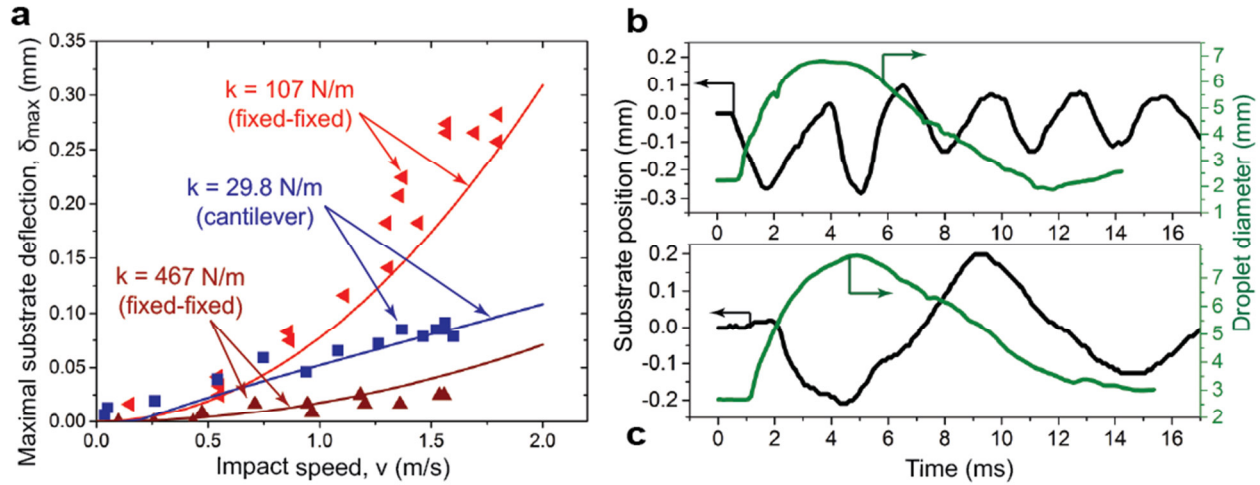 a
Maximal substrate deflection, δmax (mm)
0.35
0.30
0.25
0.20
0.15
0.10
0.05
0.00
k = 107 N/m
(fixed-fixed)
k = 29.8 N/m
(cantilever)
k = 467 N/m
(fixed-fixed)
0.0 0.5 1.0 1.5 2.0
Impact speed, v (m/s)
b
Substrate position (mm)
0.2
0.1
0.0
-0.1
-0.2
-0.3
7
6
5
4
3
2
1
0 2 4 6 8 10 12 14 16
Droplet diameter (mm)
0.2
0.1
0.0
-0.1
-0.2
7
6
5
4
3
2
0 2 4 6 8 10 12 14 16
c
Time (ms)